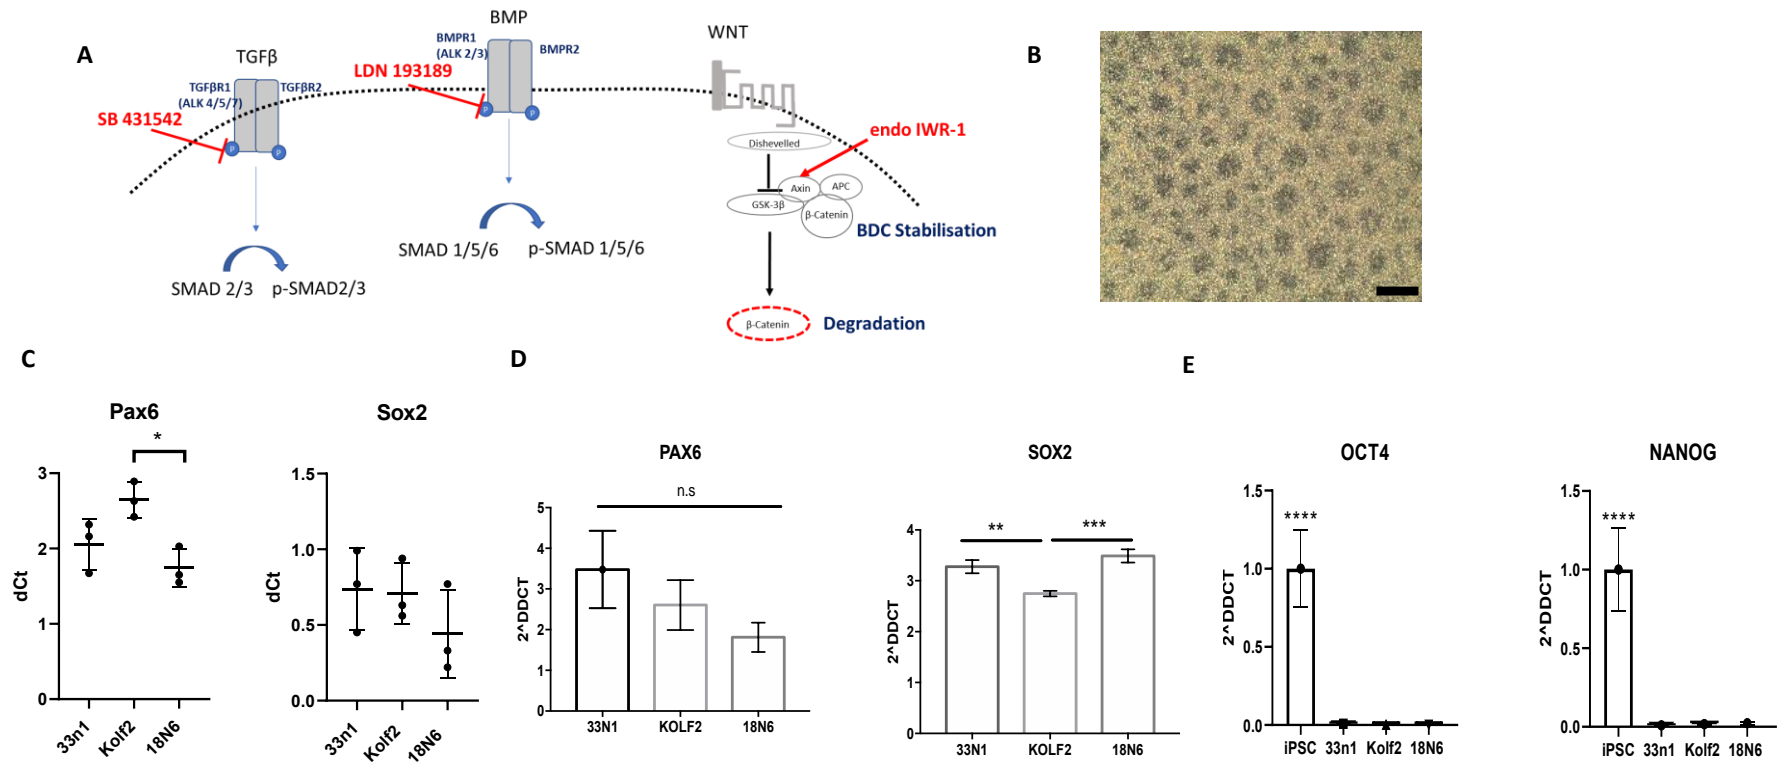 A
TGFβ
TGFβR1
(ALK 4/5/7)
TGFβR2
SB 431542
P
P
SMAD 2/3 p-SMAD2/3
BMP
BMPR1
(ALK 2/3)
BMPR2
LDN 193189
P
P
SMAD 1/5/6 p-SMAD 1/5/6
WNT
Dishevelled
endo IWR-1
Axin
APC
GSK-3β
β-Catenin
BDC Stabilisation
β-Catenin
Degradation
B
C
Pax6
*
dCt
3
2
1
0
33n1
Kolf2
18N6
Sox2
dCt
1.5
1.0
0.5
0.0
33n1
Kolf2
18N6
D
PAX6
n.s
2^DDCT
5
4
3
2
1
0
33N1 KOLF2 18N6
SOX2
** ***
2^DDCT
4
3
2
1
0
33N1 KOLF2 18N6
E
OCT4
****
2^DDCT
1.5
1.0
0.5
0.0
iPSC 33n1 Kolf2 18N6
NANOG
****
2^DDCT
1.5
1.0
0.5
0.0
iPSC 33n1 Kolf2 18N6